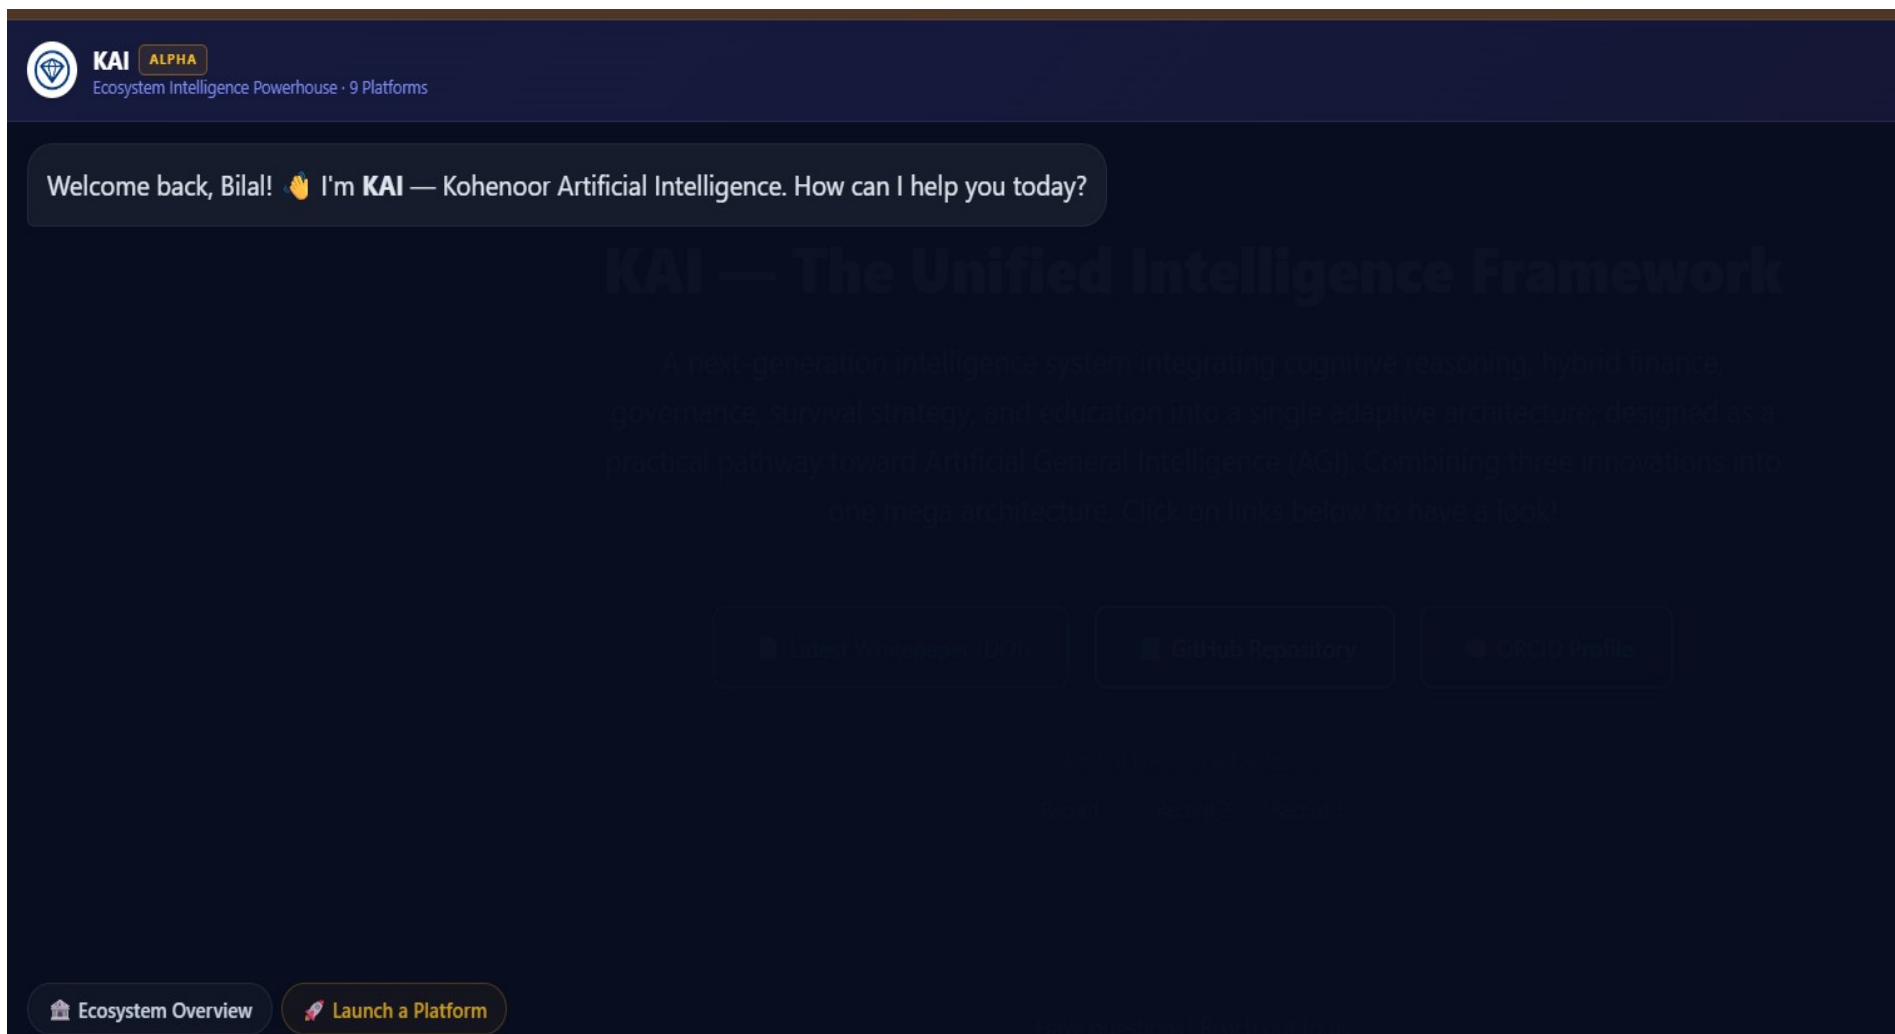 KAI ALPHA
Ecosystem Intelligence Powerhouse · 9 Platforms
Welcome back, Bilal! 👋 I'm KAI — Kohenoor Artificial Intelligence. How can I help you today?
KAI — The Unified Intelligence Framework
A next-generation intelligence system integrating cognitive reasoning, hybrid finance,
governance, survival strategy, and education into a single adaptive architecture, designed as a
practical pathway toward Artificial General Intelligence (AGI). Combining three innovations into
one mega architecture. Click on links below to have a look!
Latest Whitepaper (DOI) GitHub Repository ORCID Profile
🏛 Ecosystem Overview 🚀 Launch a Platform